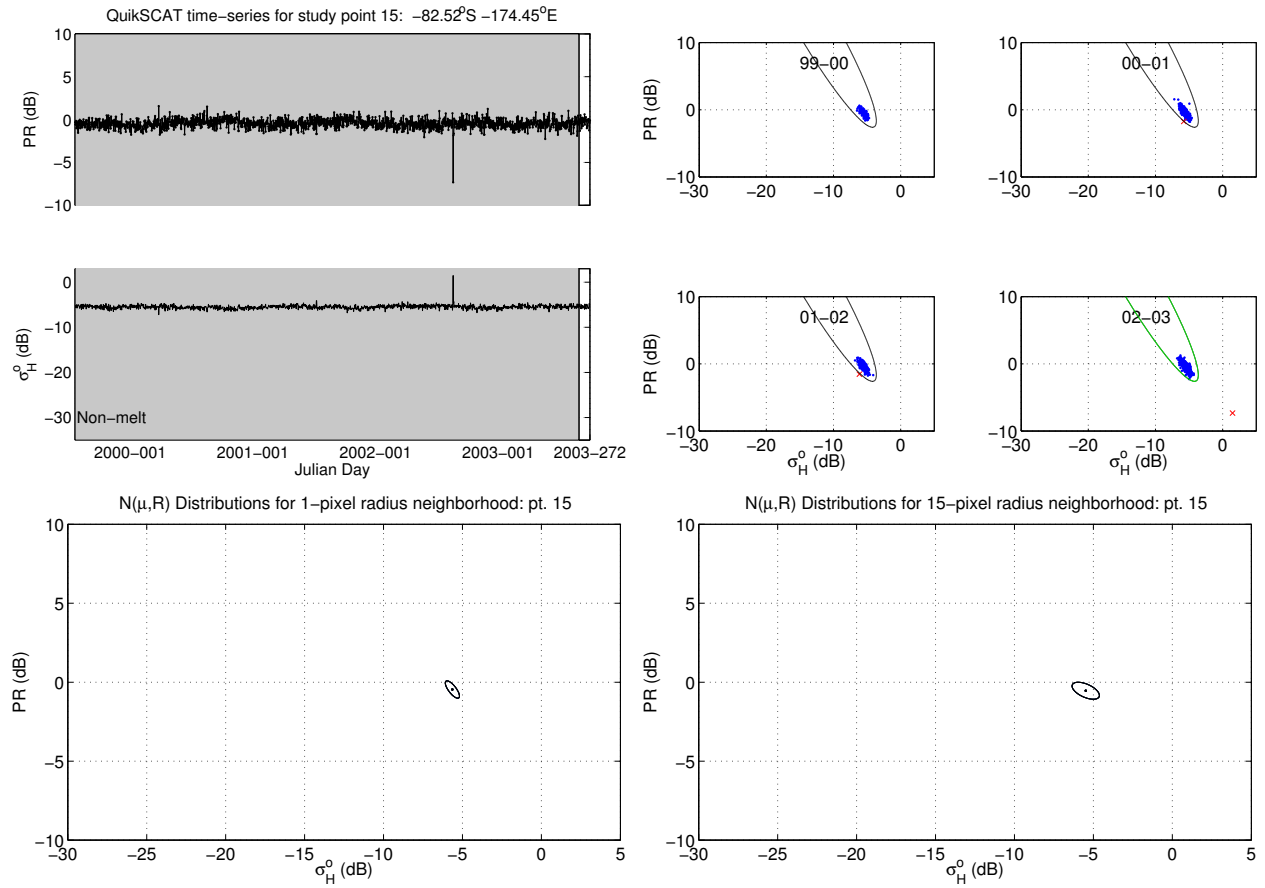 QuikSCAT time−series for study point 15: −82.52°S −174.45°E
10
5
0
−5
−10
PR (dB)
0
−10
−20
−30
σ_H^o (dB)
Non−melt
2000−001 2001−001 2002−001 2003−001 2003−272
Julian Day
10
0
−10
PR (dB)
99−00
−30 −20 −10 0
10
0
−10
00−01
−30 −20 −10 0
10
0
−10
PR (dB)
01−02
−30 −20 −10 0
σ_H^o (dB)
10
0
−10
02−03
−30 −20 −10 0
σ_H^o (dB)
N(μ,R) Distributions for 1−pixel radius neighborhood: pt. 15
10
5
0
−5
−10
PR (dB)
−30 −25 −20 −15 −10 −5 0 5
σ_H^o (dB)
N(μ,R) Distributions for 15−pixel radius neighborhood: pt. 15
10
5
0
−5
−10
PR (dB)
−30 −25 −20 −15 −10 −5 0 5
σ_H^o (dB)